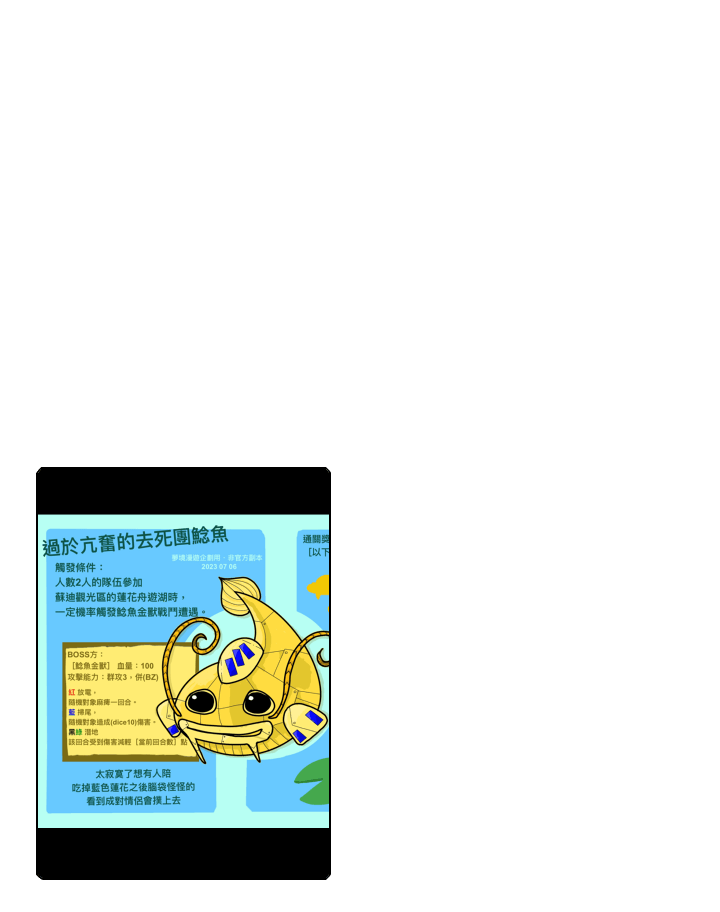 過於亢奮的去死團鯰魚
夢境漫遊企劃用‧非官方副本
2023 07 06
觸發條件：
人數2人的隊伍參加
蘇迪觀光區的蓮花舟遊湖時，
一定機率觸發鯰魚金獸戰鬥遭遇。
BOSS方：
［鯰魚金獸］ 血量：100
攻擊能力：群攻3，併(BZ)
紅 放電，
隨機對象麻痺一回合。
藍 掃尾，
隨機對象造成(dice10)傷害。
黑綠 潛地
該回合受到傷害減輕［當前回合數］點
太寂寞了想有人陪
吃掉藍色蓮花之後腦袋怪怪的
看到成對情侶會撲上去
通關獎
［以下